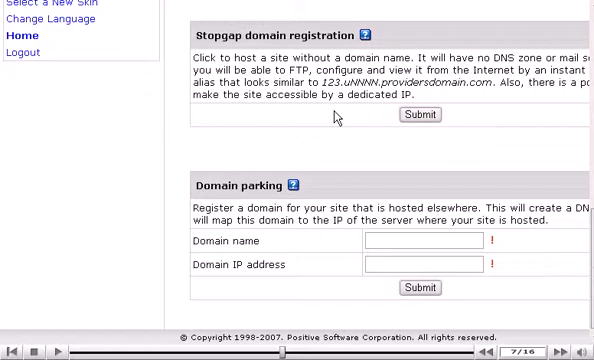 Select a New Skin
Change Language
Home
Logout
Stopgap domain registration ?
Click to host a site without a domain name. It will have no DNS zone or mail
you will be able to FTP, configure and view it from the Internet by an instant
alias that looks similar to 123.uNNNN.providersdomain.com. Also, there is a
make the site accessible by a dedicated IP.
Submit
Domain parking ?
Register a domain for your site that is hosted elsewhere. This will create a
will map this domain to the IP of the server where your site is hosted.
Domain name !
Domain IP address !
Submit
© Copyright 1998-2007. Positive Software Corporation. All rights reserved.
7/16